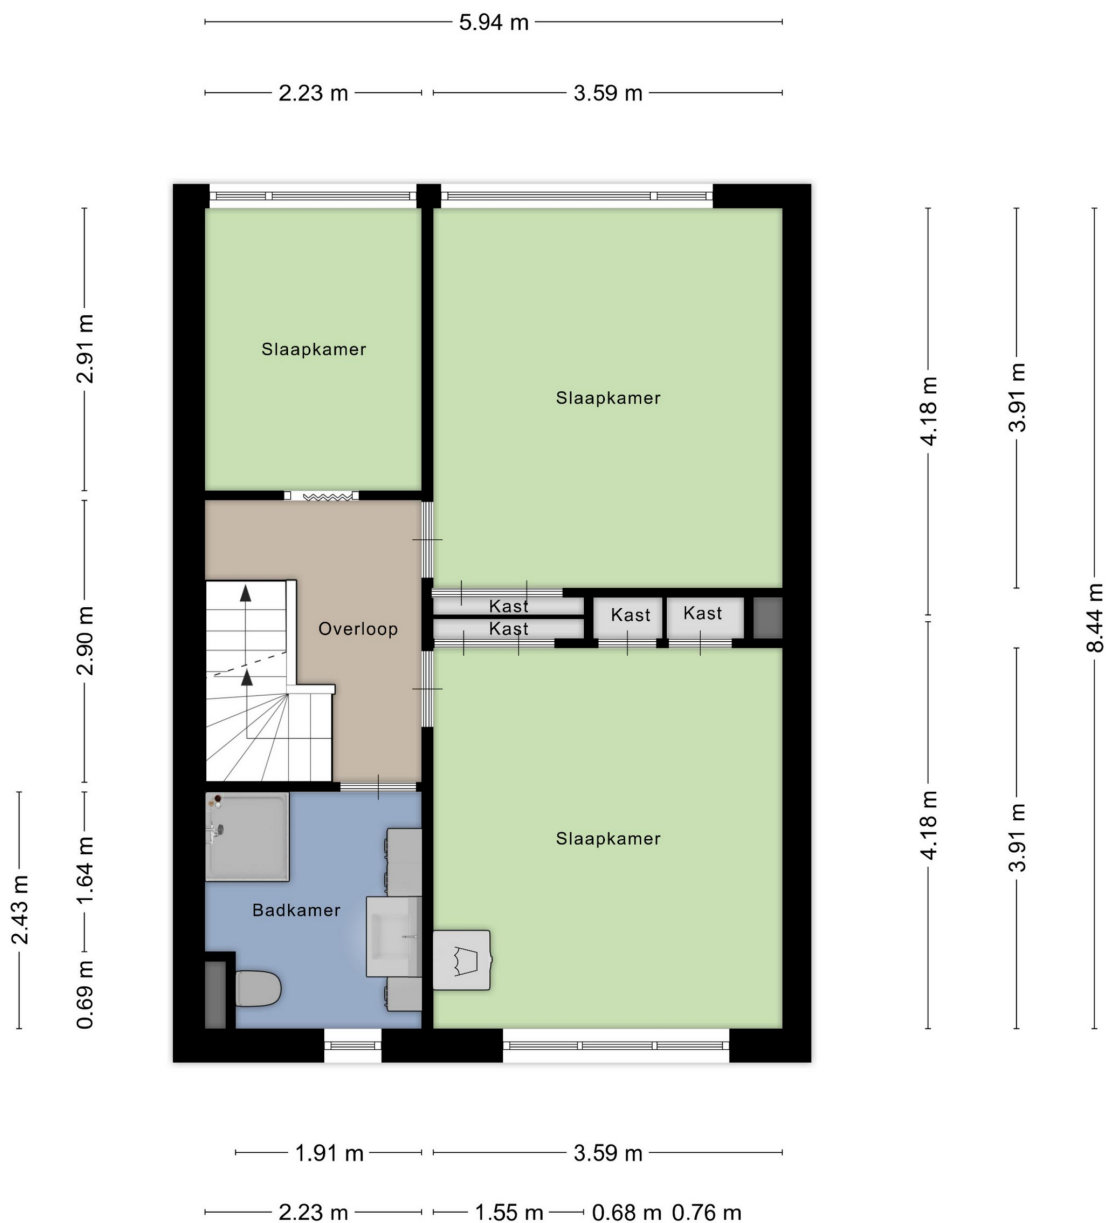 5.94 m
2.23 m
3.59 m
2.91 m
Slaapkamer
Slaapkamer
4.18 m
3.91 m
8.44 m
2.90 m
Overloop
Kast
Kast
Kast
Kast
Slaapkamer
4.18 m
3.91 m
2.43 m
1.64 m
0.69 m
Badkamer
1.91 m
3.59 m
2.23 m
1.55 m
0.68 m
0.76 m